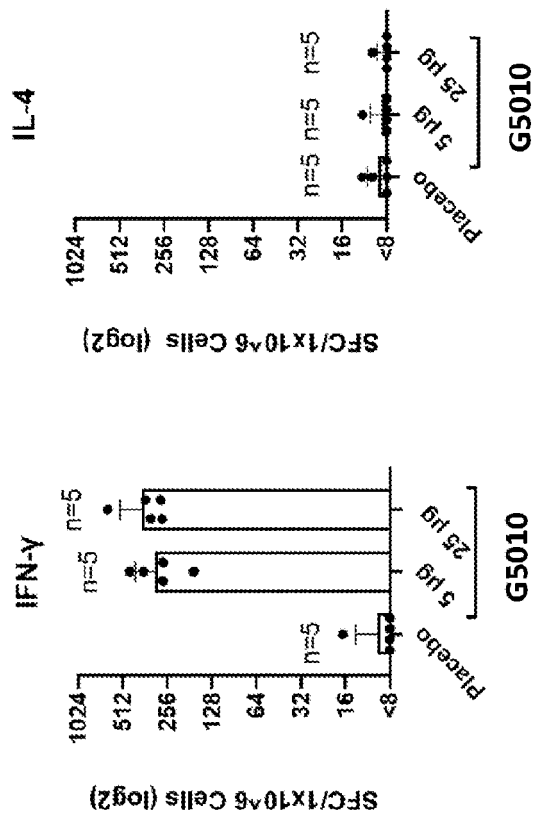 IFN-γ
SFC/1x10^6 Cells (log2)
1024
512
256
128
64
32
16
<8
n=5
n=5
n=5
Placebo
5 µg
25 µg
G5010
IL-4
SFC/1x10^6 Cells (log2)
1024
512
256
128
64
32
16
<8
n=5
n=5
n=5
Placebo
5 µg
25 µg
G5010